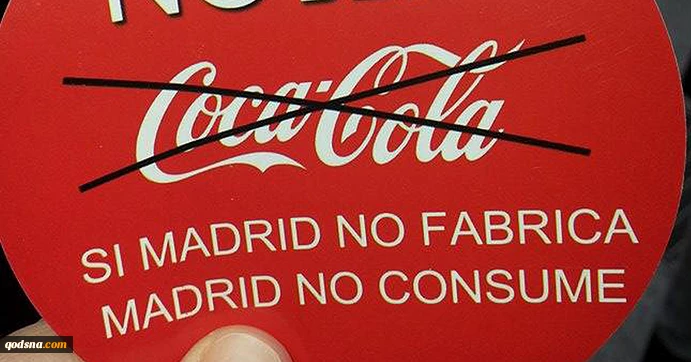 Coca-Cola
SI MADRID NO FABRICA
MADRID NO CONSUME
qodsna.com